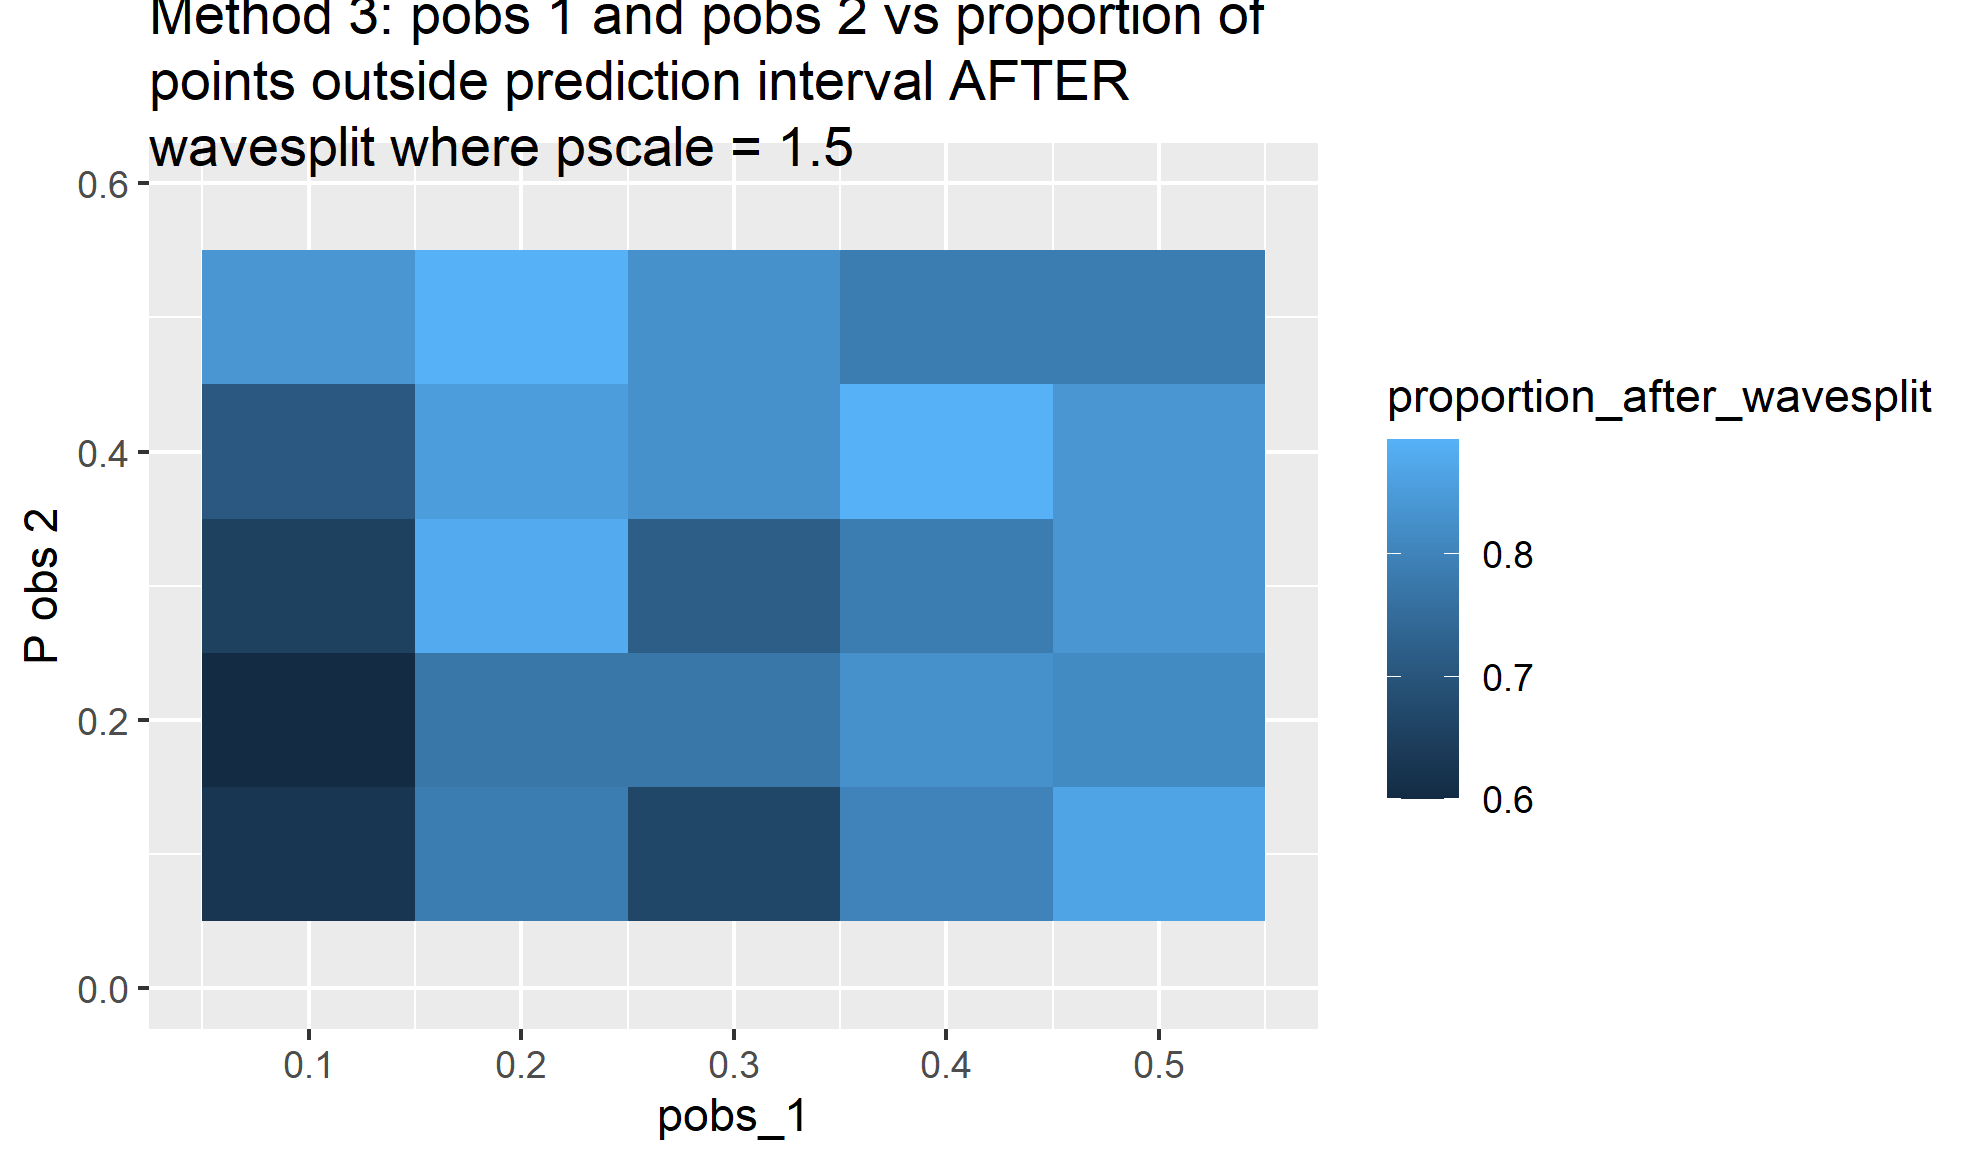 Method 3: pobs 1 and pobs 2 vs proportion of
points outside prediction interval AFTER
wavesplit where pscale = 1.5
0.6
0.4
0.2
0.0
P obs 2
0.1
0.2
0.3
0.4
0.5
pobs_1
proportion_after_wavesplit
0.8
0.7
0.6